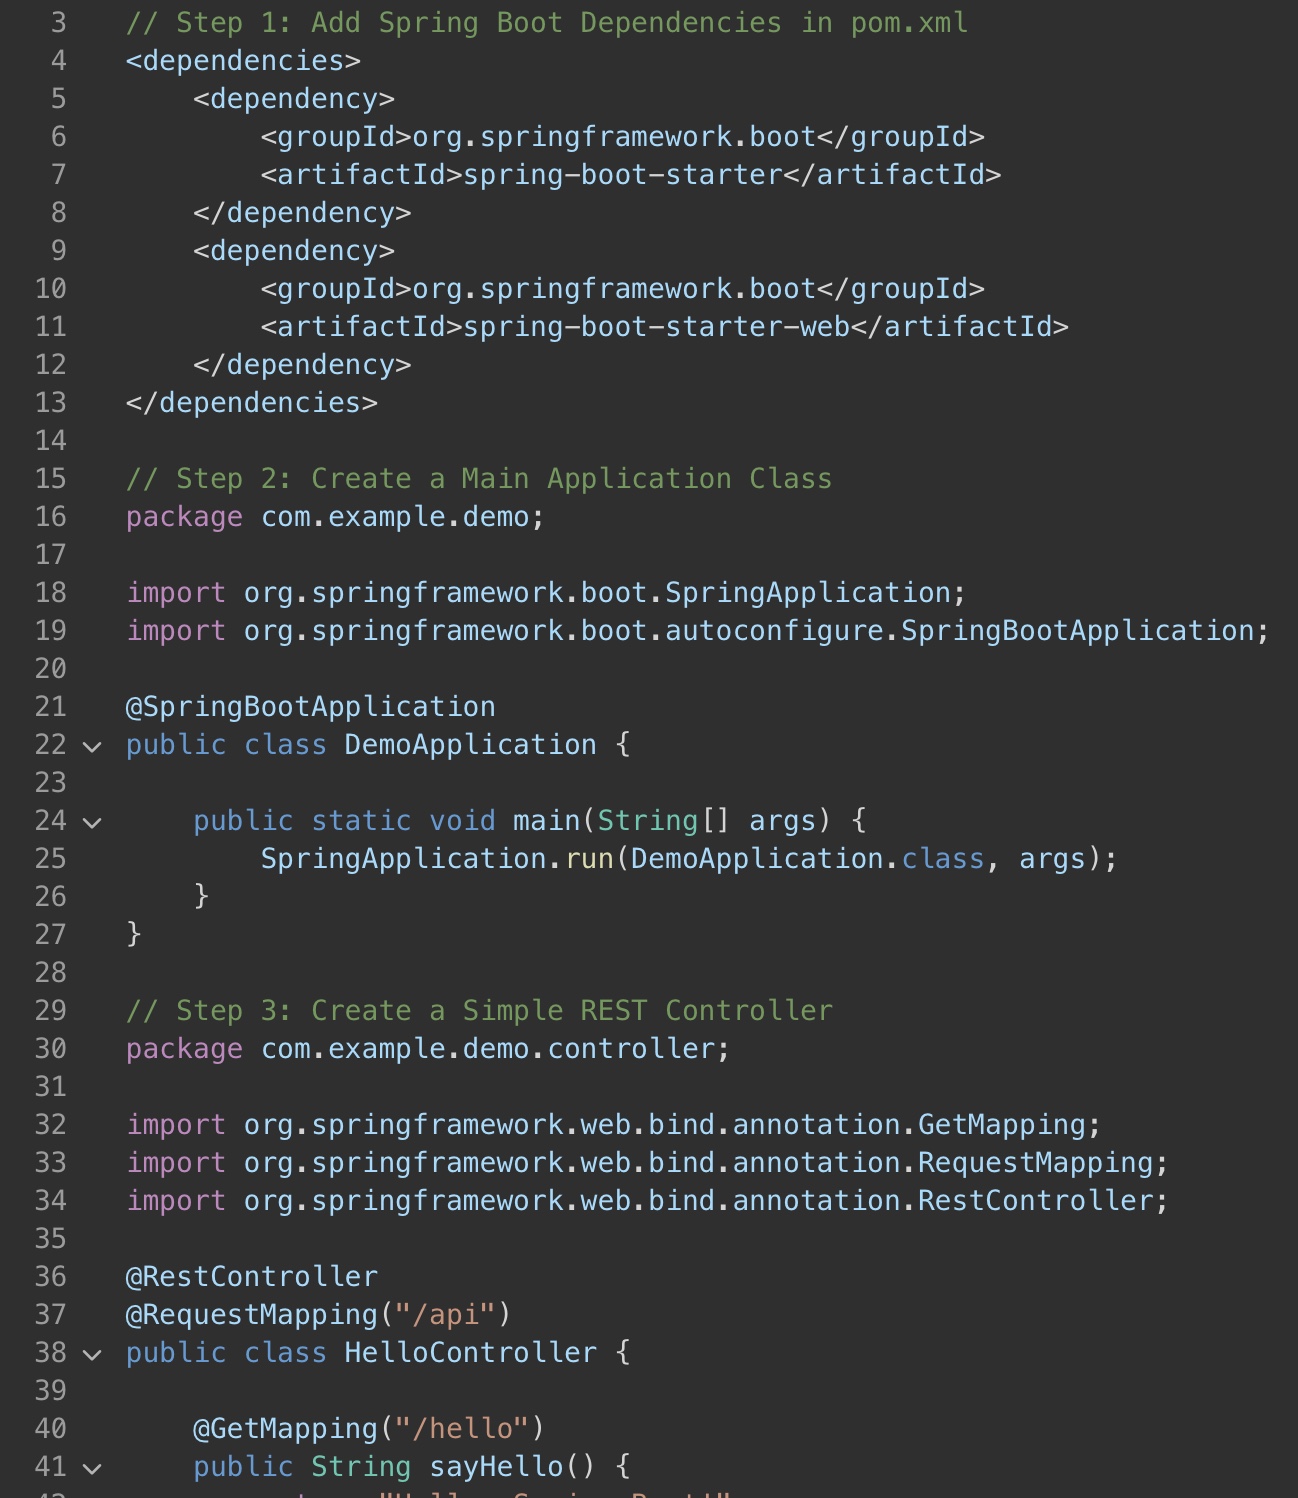 3 // Step 1: Add Spring Boot Dependencies in pom.xml
4 <dependencies>
5     <dependency>
6         <groupId>org.springframework.boot</groupId>
7         <artifactId>spring-boot-starter</artifactId>
8     </dependency>
9     <dependency>
10         <groupId>org.springframework.boot</groupId>
11         <artifactId>spring-boot-starter-web</artifactId>
12     </dependency>
13 </dependencies>
14
15 // Step 2: Create a Main Application Class
16 package com.example.demo;
17
18 import org.springframework.boot.SpringApplication;
19 import org.springframework.boot.autoconfigure.SpringBootApplication;
20
21 @SpringBootApplication
22 public class DemoApplication {
23
24     public static void main(String[] args) {
25         SpringApplication.run(DemoApplication.class, args);
26     }
27 }
28
29 // Step 3: Create a Simple REST Controller
30 package com.example.demo.controller;
31
32 import org.springframework.web.bind.annotation.GetMapping;
33 import org.springframework.web.bind.annotation.RequestMapping;
34 import org.springframework.web.bind.annotation.RestController;
35
36 @RestController
37 @RequestMapping("/api")
38 public class HelloController {
39
40     @GetMapping("/hello")
41     public String sayHello() {